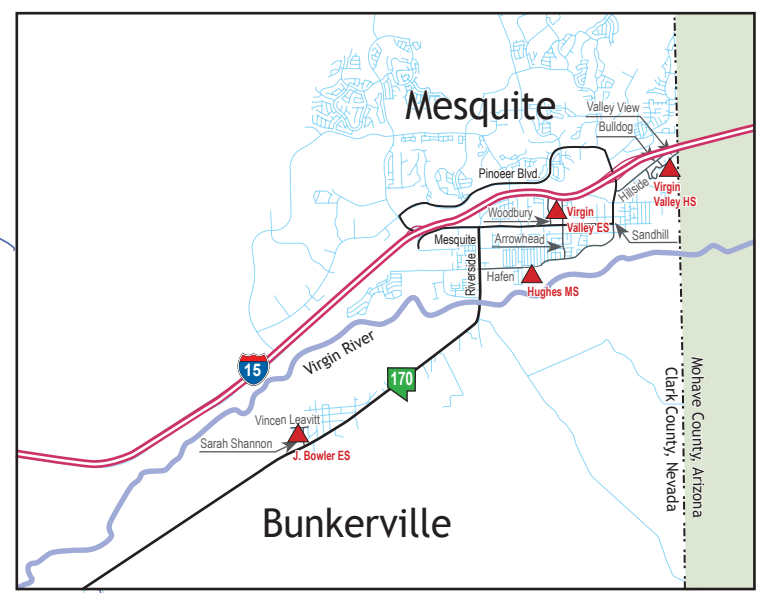 Mesquite
Valley View
Bulldog
Pinoeer Blvd.
Hillside
Virgin
Valley HS
Woodbury
Virgin
Valley ES
Mesquite
Arrowhead
Sandhill
Riverside
Hafen
Hughes MS
Virgin River
15
170
Mohave County, Arizona
Clark County, Nevada
Vincen Leavitt
Sarah Shannon
J. Bowler ES
Bunkerville